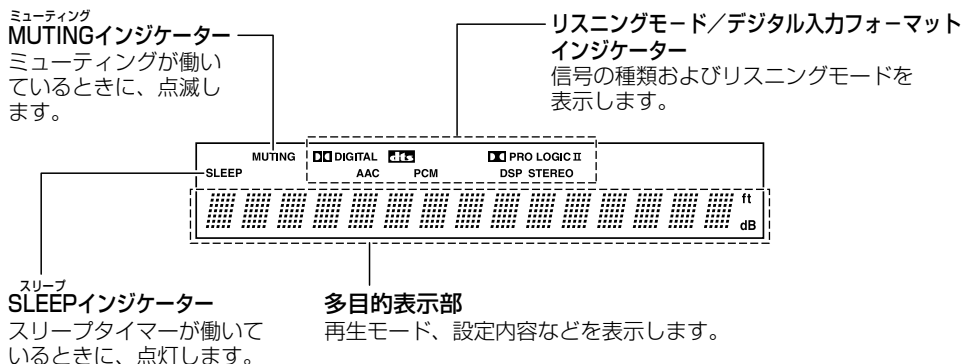 ミューティング
MUTINGインジケーター
ミューティングが働い
ているときに、点滅し
ます。
リスニングモード／デジタル入力フォーマット
インジケーター
信号の種類およびリスニングモードを
表示します。
MUTING DIGITAL dts PRO LOGIC II
SLEEP AAC PCM DSP STEREO
ft
dB
スリープ
SLEEPインジケーター
スリープタイマーが働いて
いるときに、点灯します。
多目的表示部
再生モード、設定内容などを表示します。